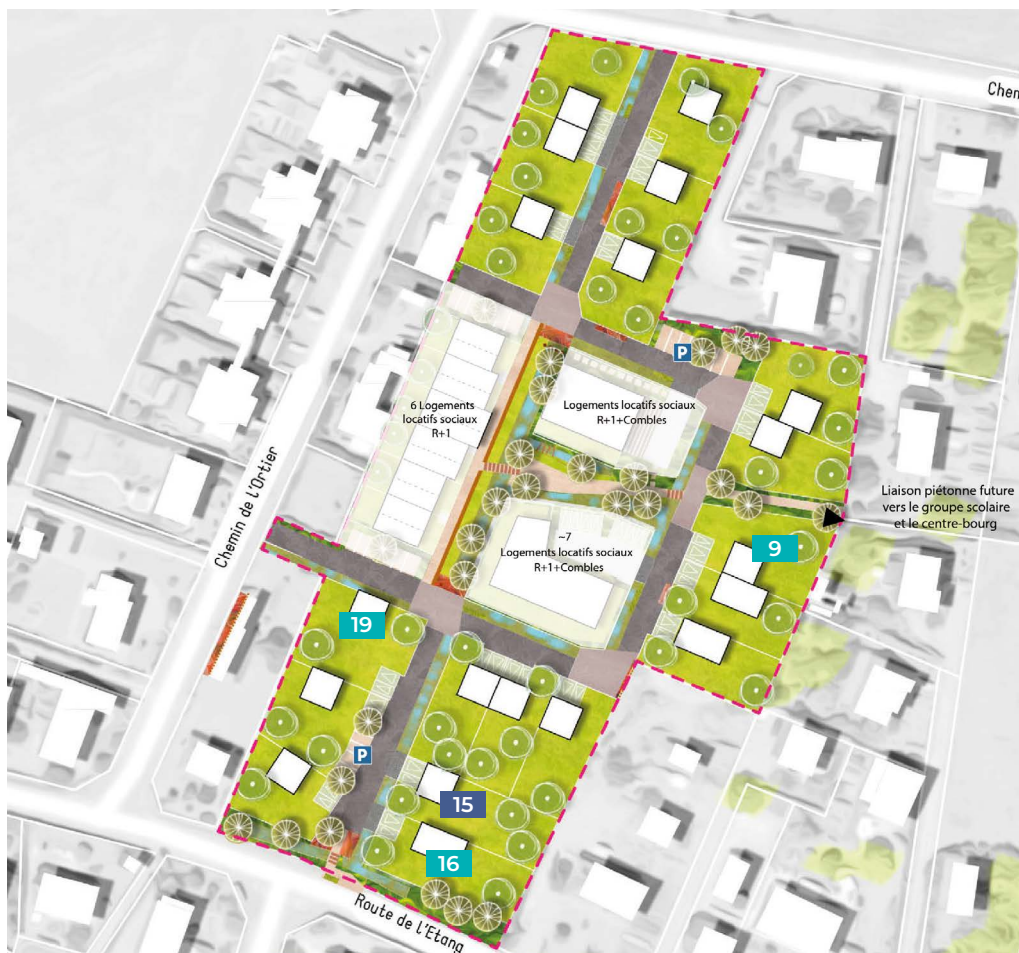 Chem
P
6 Logements
locatifs sociaux
R+1
Logements locatifs sociaux
R+1+Combles
Chemin de l'Ortier
Liaison piétonne future
vers le groupe scolaire
et le centre-bourg
~7
Logements locatifs sociaux
R+1+Combles
9
19
P
15
16
Route de l'Etang